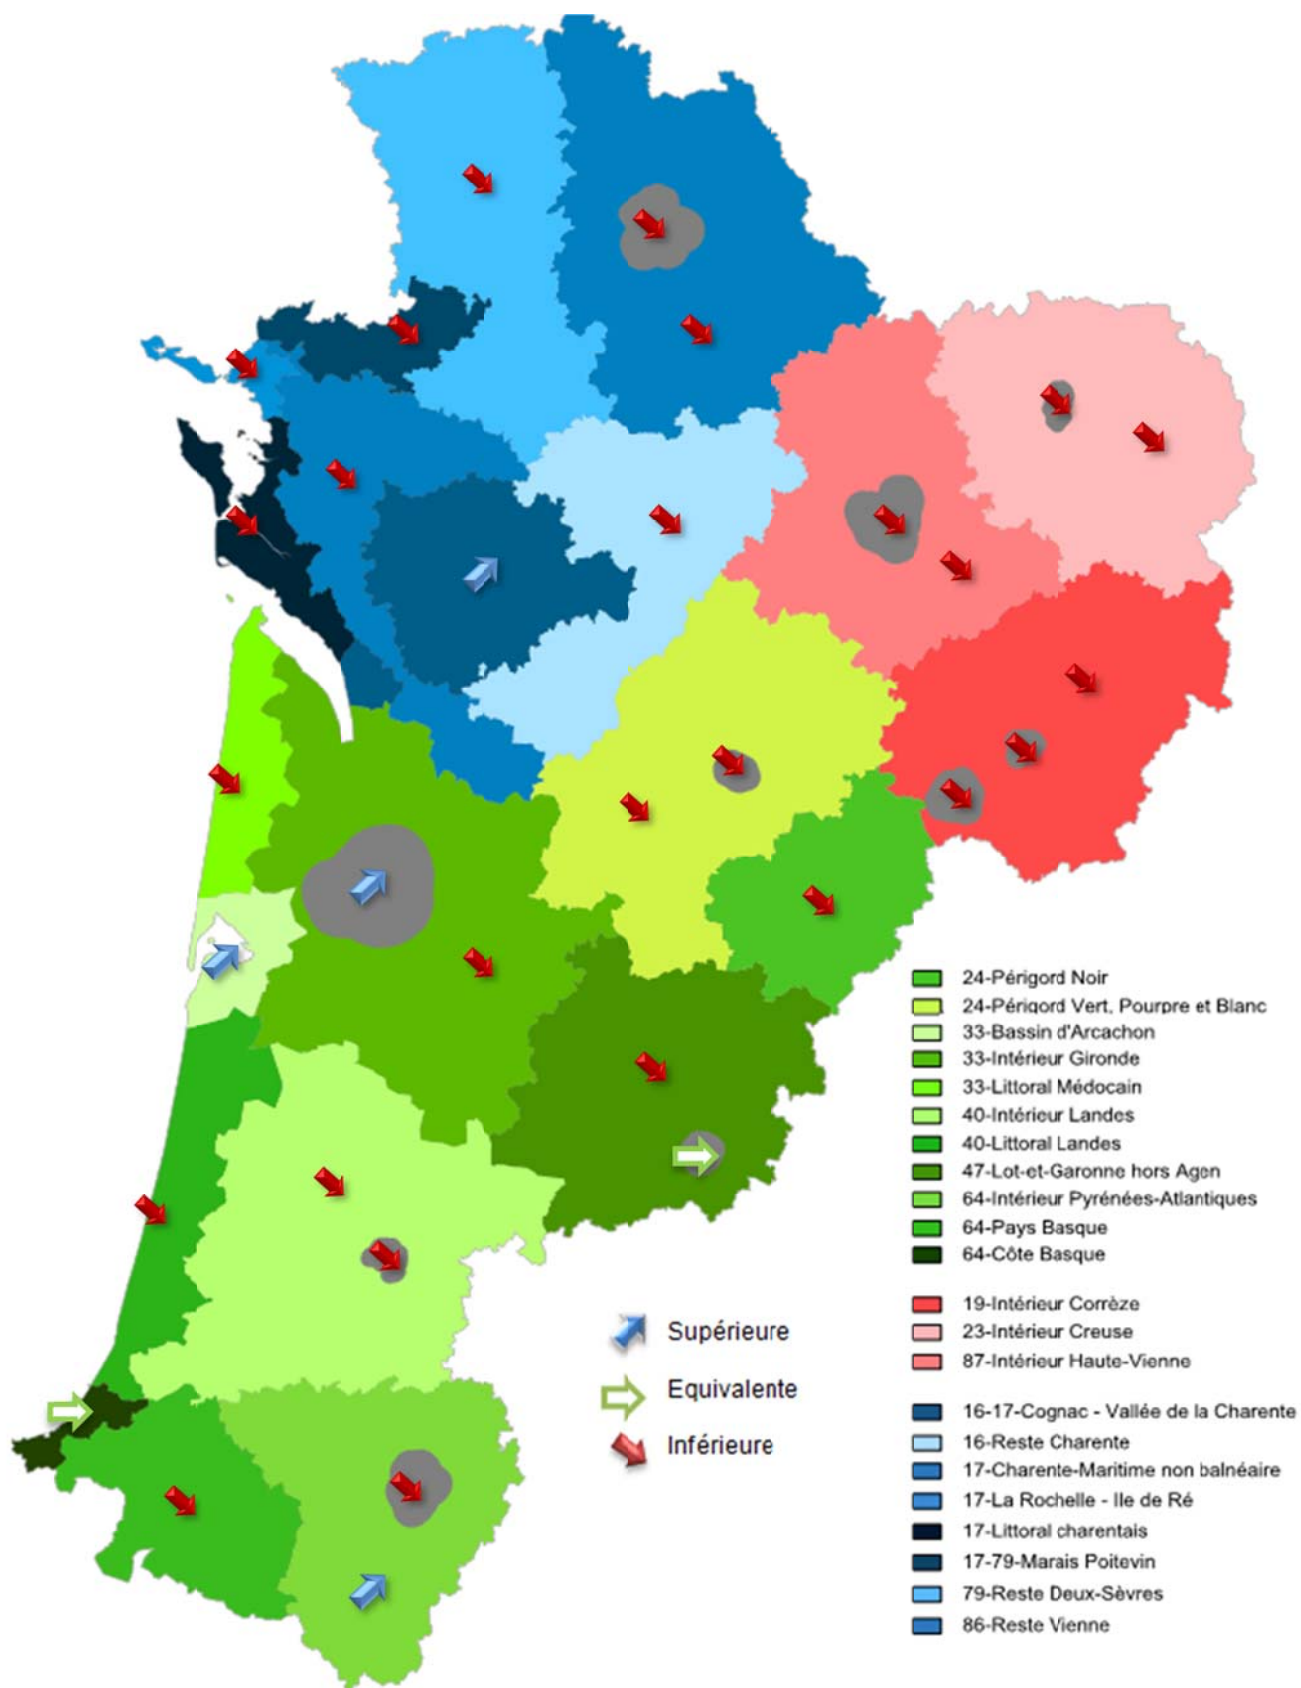 24-Périgord Noir
24-Périgord Vert, Pourpre et Blanc
33-Bassin d'Arcachon
33-Intérieur Gironde
33-Littoral Médocain
40-Intérieur Landes
40-Littoral Landes
47-Lot-et-Garonne hors Agen
64-Intérieur Pyrénées-Atlantiques
64-Pays Basque
64-Côte Basque
19-Intérieur Corrèze
23-Intérieur Creuse
87-Intérieur Haute-Vienne
16-17-Cognac - Vallée de la Charente
16-Reste Charente
17-Charente-Maritime non balnéaire
17-La Rochelle - Ile de Ré
17-Littoral charentais
17-79-Marais Poitevin
79-Reste Deux-Sèvres
86-Reste Vienne
Supérieure
Equivalente
Inférieure